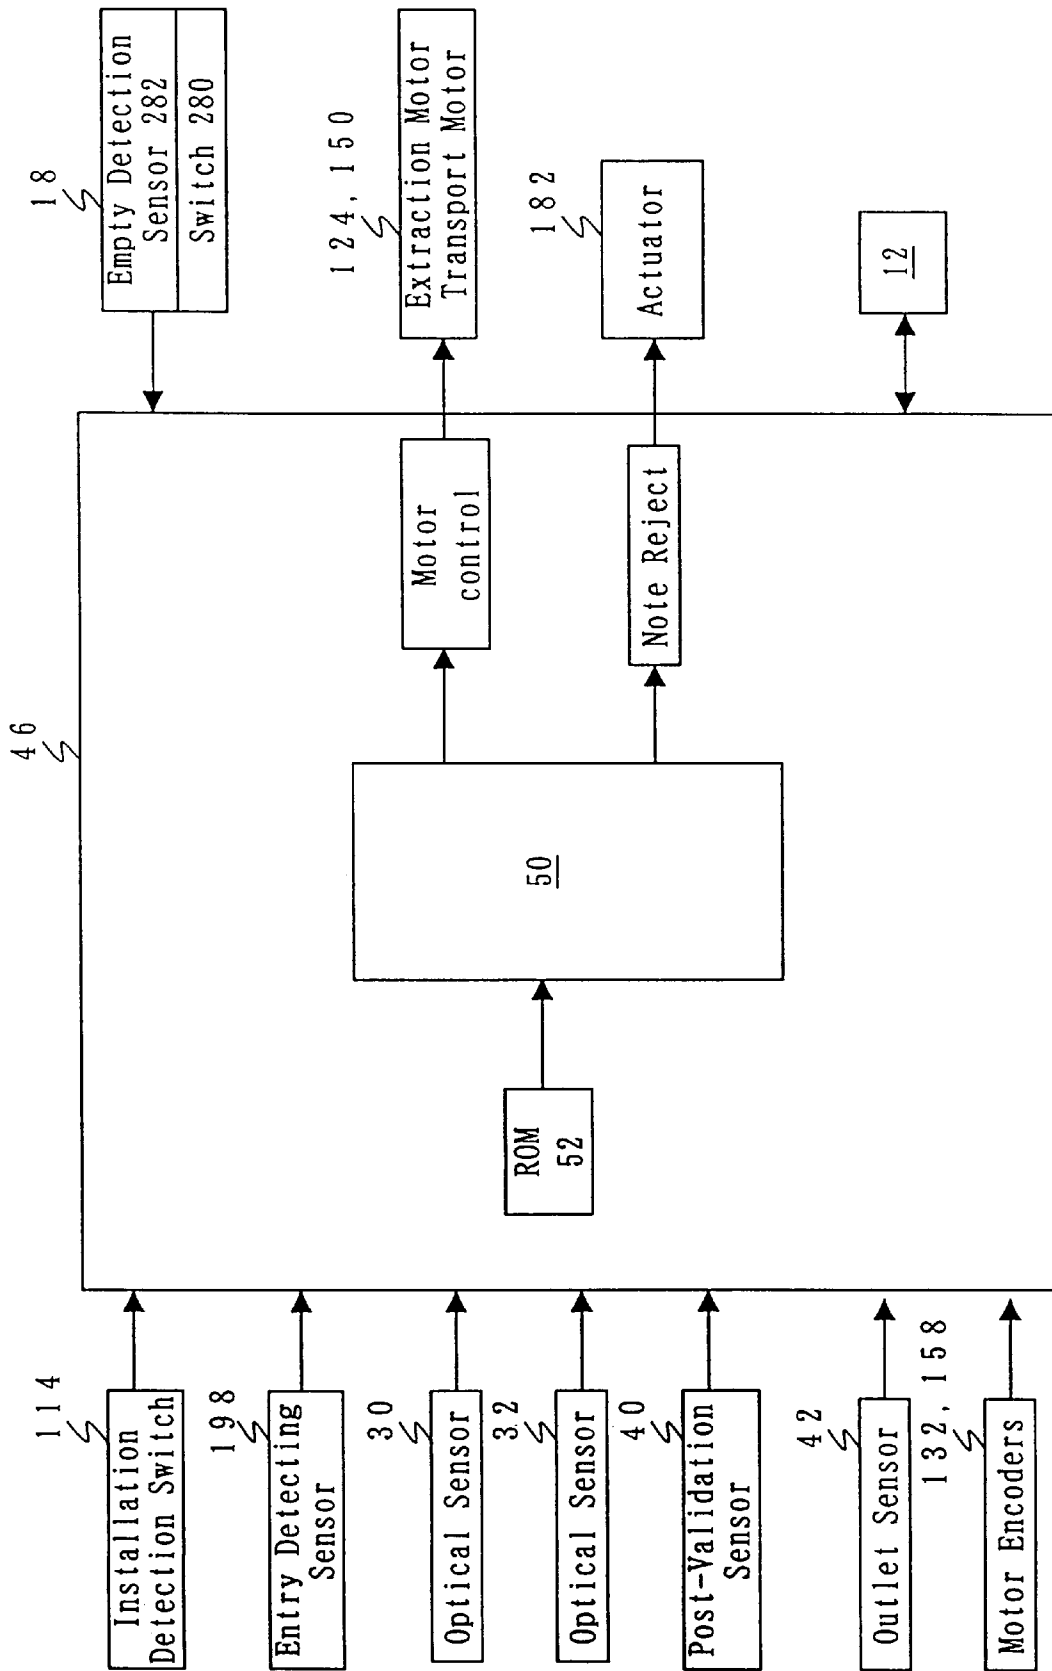 46
18
Empty Detection
Sensor 282
Switch 280
124, 150
Extraction Motor
Transport Motor
182
Actuator
12
Motor
control
Note Reject
50
ROM
52
114
Installation
Detection Switch
198
Entry Detecting
Sensor
30
Optical Sensor
32
Optical Sensor
40
Post-Validation
Sensor
42
Outlet Sensor
132, 158
Motor Encoders